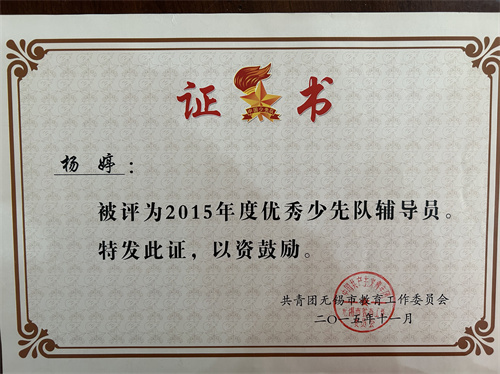 证 书
杨 婷：
被评为2015年度优秀少先队辅导员。
特发此证，以资鼓励。
共青团无锡市教育工作委员会
二〇一五年十一月